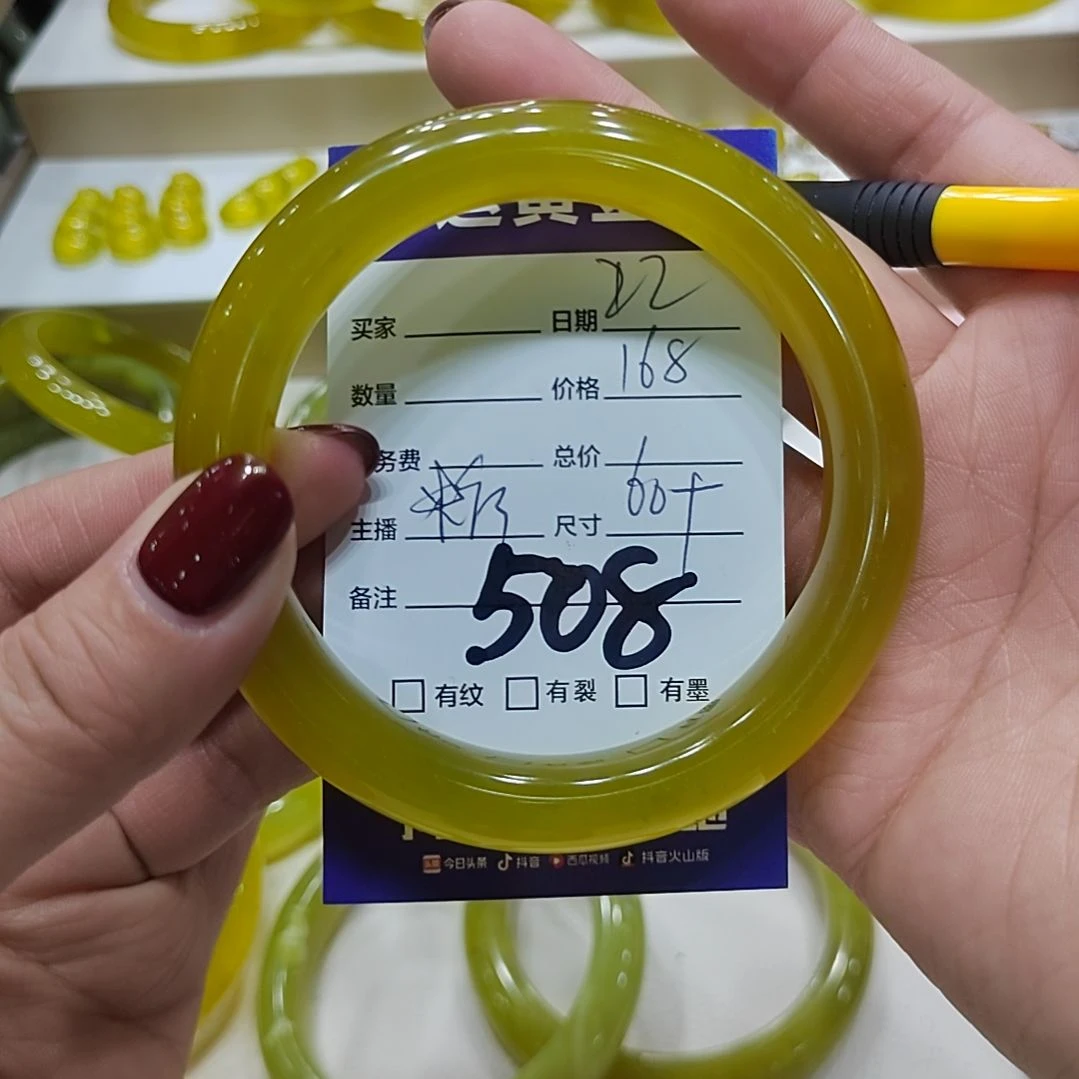 买家 日期 22
数量 价格 168
务费 总价
主播 尺寸 60+
备注 508
有纹 有裂 有墨
今日头条 抖音 西瓜视频 抖音火山版